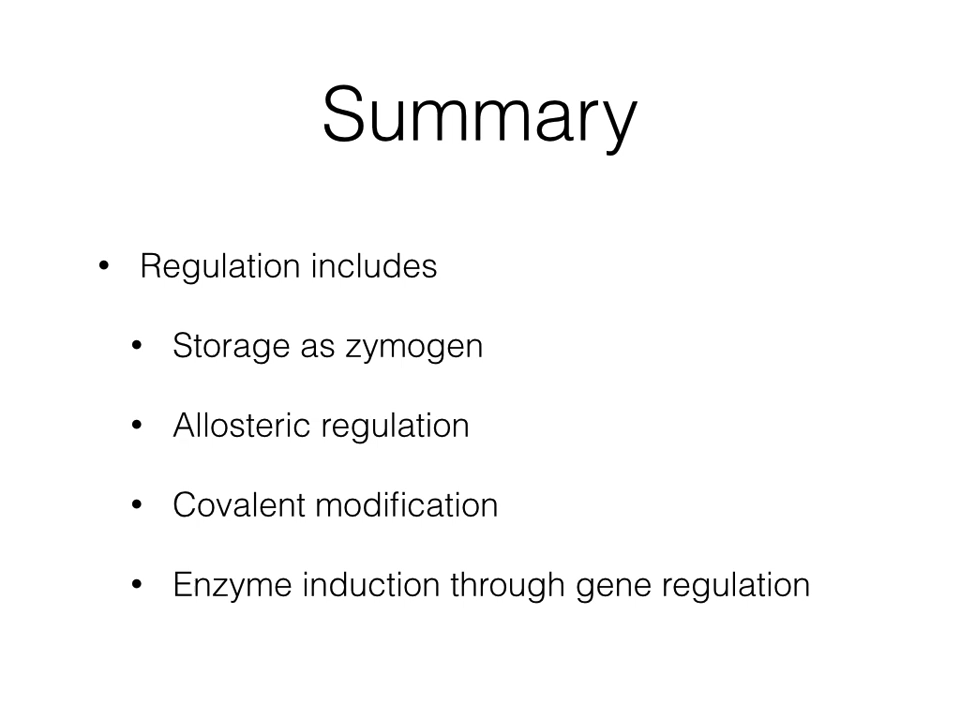 Summary
• Regulation includes
• Storage as zymogen
• Allosteric regulation
• Covalent modification
• Enzyme induction through gene regulation